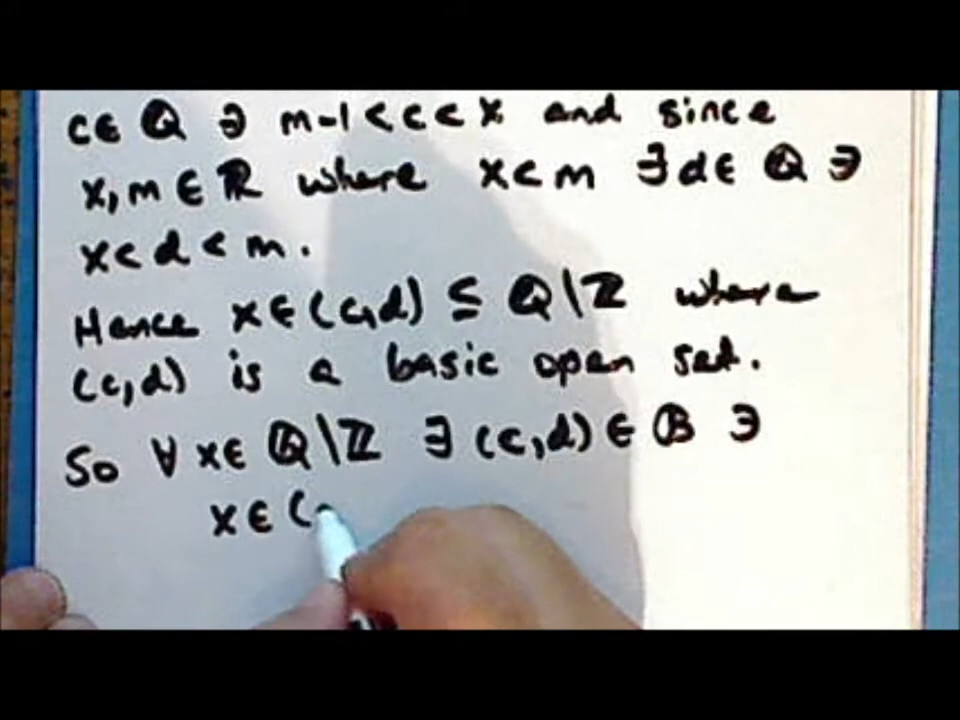 c∈ ℚ ∋ m-1<c<x and since
x,m ∈ ℝ where x<m ∃d∈ ℚ ∋
x<d<m.
Hence x∈(c,d) ⊆ ℚ\ℤ where
(c,d) is a basic open set.
So ∀ x∈ ℚ\ℤ ∃ (c,d)∈ 𝔹 ∋
x∈(